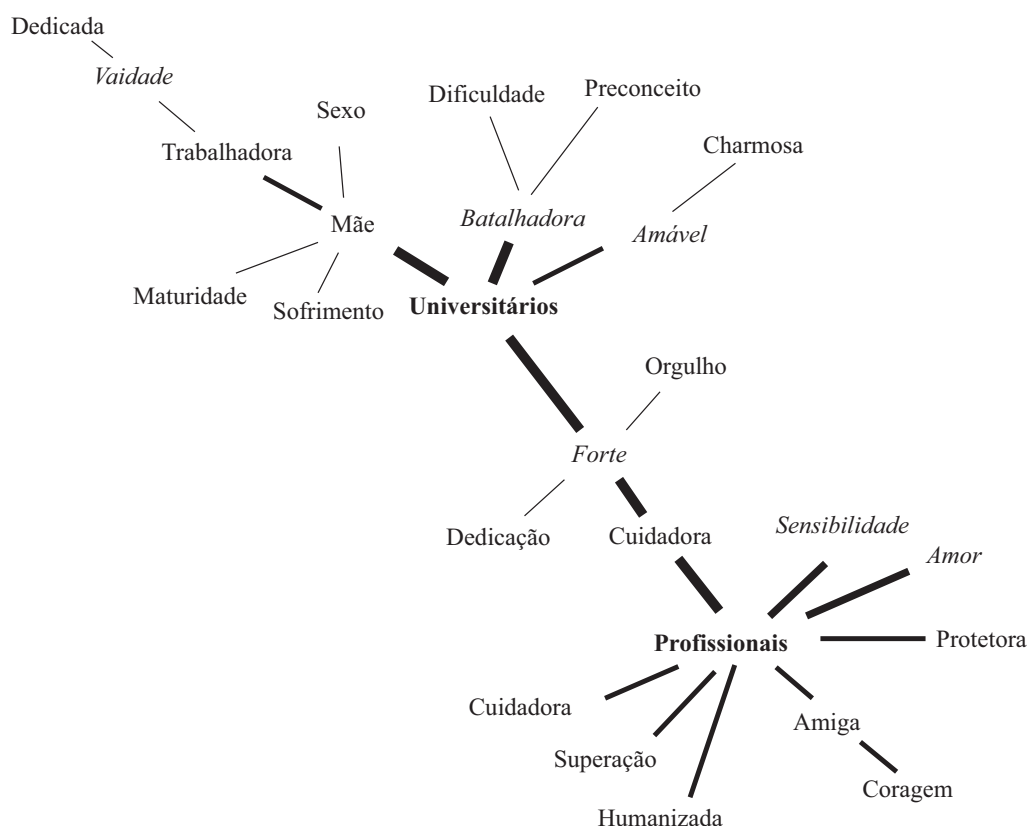 Dedicada
Vaidade
Dificuldade
Preconceito
Sexo
Trabalhadora
Charmosa
Mãe
Batalhadora
Amável
Maturidade
Sofrimento
Universitários
Orgulho
Forte
Sensibilidade
Dedicação
Cuidadora
Amor
Profissionais
Protetora
Cuidadora
Amiga
Superação
Coragem
Humanizada